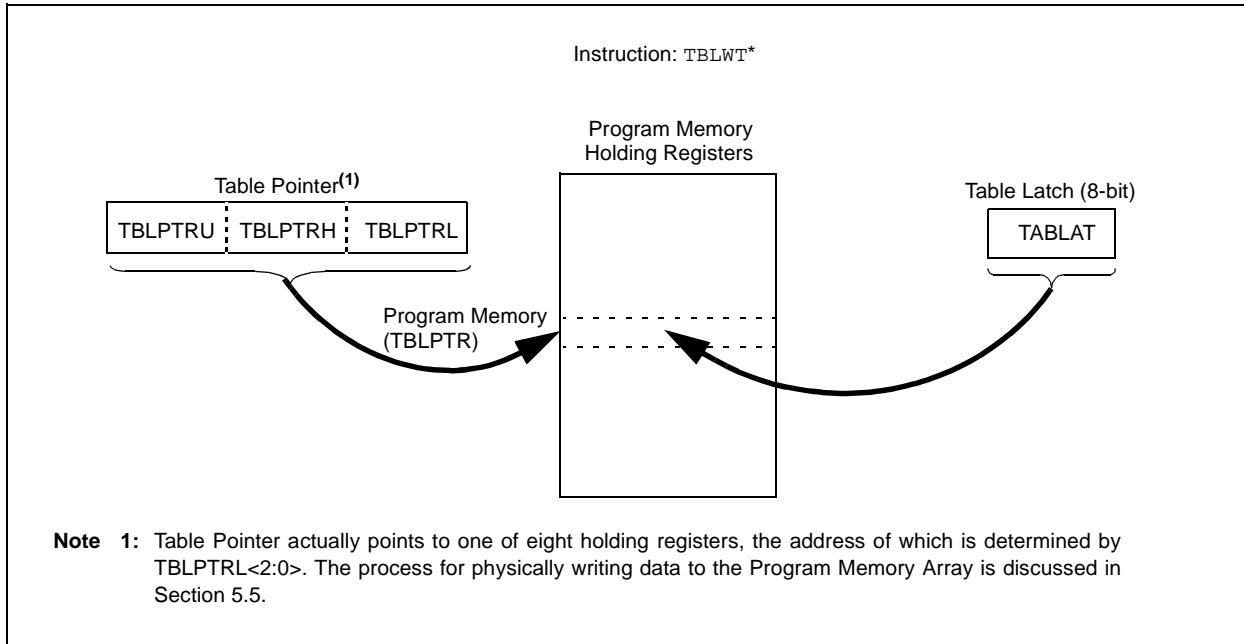 Instruction: TBLWT*
Program Memory
Holding Registers
Table Pointer(1)
Table Latch (8-bit)
TBLPTRU TBLPTRH TBLPTRL
TABLAT
Program Memory
(TBLPTR)
Note 1: Table Pointer actually points to one of eight holding registers, the address of which is determined by
TBLPTRL<2:0>. The process for physically writing data to the Program Memory Array is discussed in
Section 5.5.